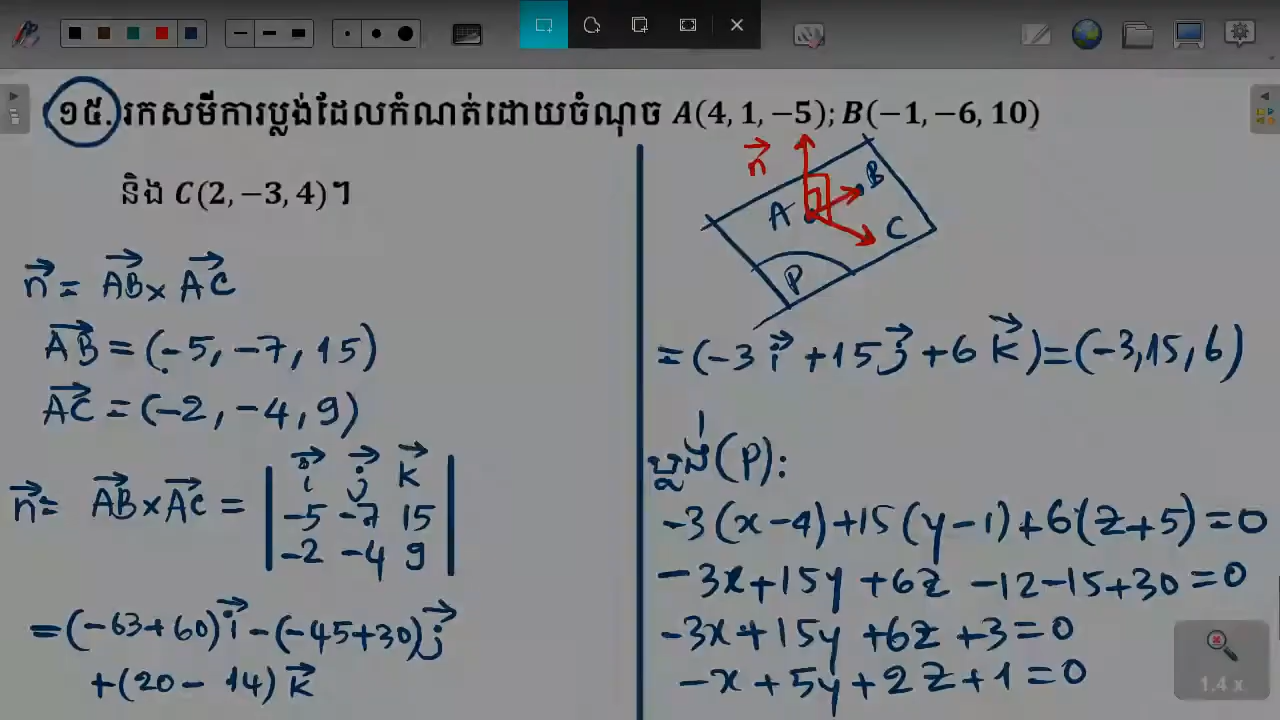 ១៥. រកសមីការប្លង់ដែលកំណត់ដោយចំណុច A(4, 1, −5); B(−1, −6, 10)
និង C(2, −3, 4)។
n⃗ = AB⃗ × AC⃗
AB⃗ = (-5, -7, 15)
AC⃗ = (-2, -4, 9)
n⃗ = AB⃗ × AC⃗ = | i⃗ j⃗ k⃗ |
| -5 -7 15 |
| -2 -4 9 |
= (-63+60) i⃗ - (-45+30) j⃗
+ (20 - 14) k⃗
n⃗
A
B
C
P
= (-3 i⃗ + 15 j⃗ + 6 k⃗) = (-3, 15, 6)
ប្លង់ (P):
-3(x-4)+15(y-1)+6(z+5)=0
-3x+15y+6z -12-15+30=0
-3x+15y+6z+3=0
-x+5y+2z+1=0
1.4 x